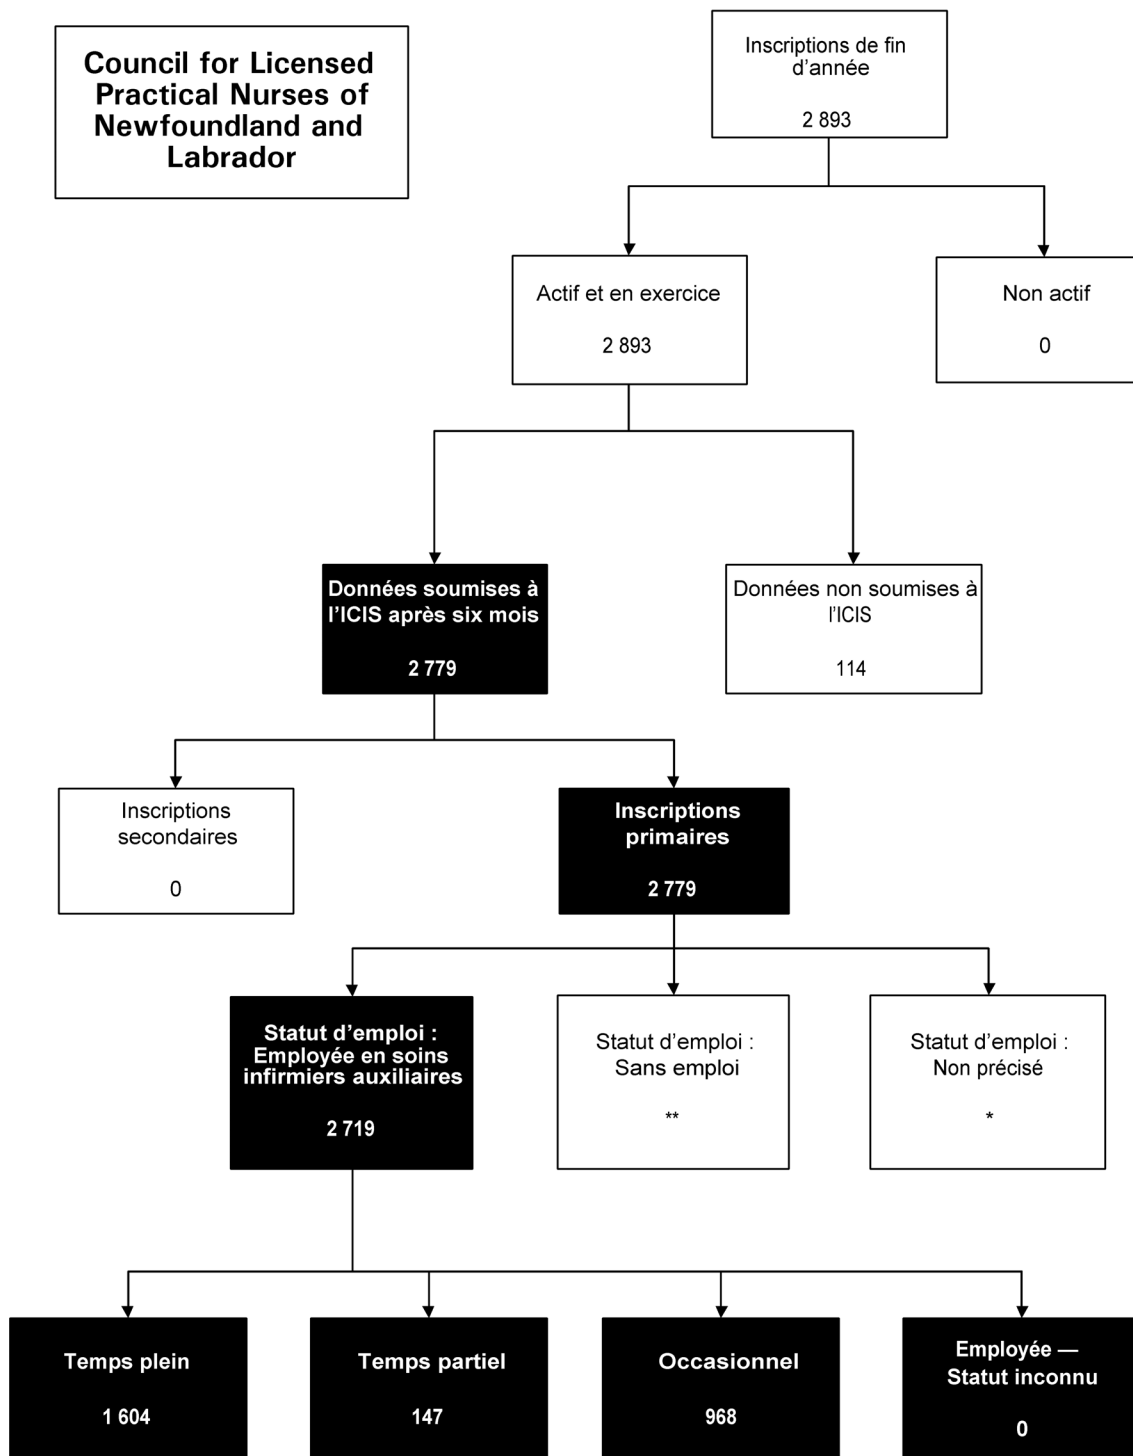 Council for Licensed
Practical Nurses of
Newfoundland and
Labrador
Inscriptions de fin
d’année
2 893
Actif et en exercice
2 893
Non actif
0
Données soumises à
l’ICIS après six mois
2 779
Données non soumises à
l’ICIS
114
Inscriptions
secondaires
0
Inscriptions
primaires
2 779
Statut d’emploi :
Employée en soins
infirmiers auxiliaires
2 719
Statut d’emploi :
Sans emploi
**
Statut d’emploi :
Non précisé
*
Temps plein
1 604
Temps partiel
147
Occasionnel
968
Employée —
Statut inconnu
0